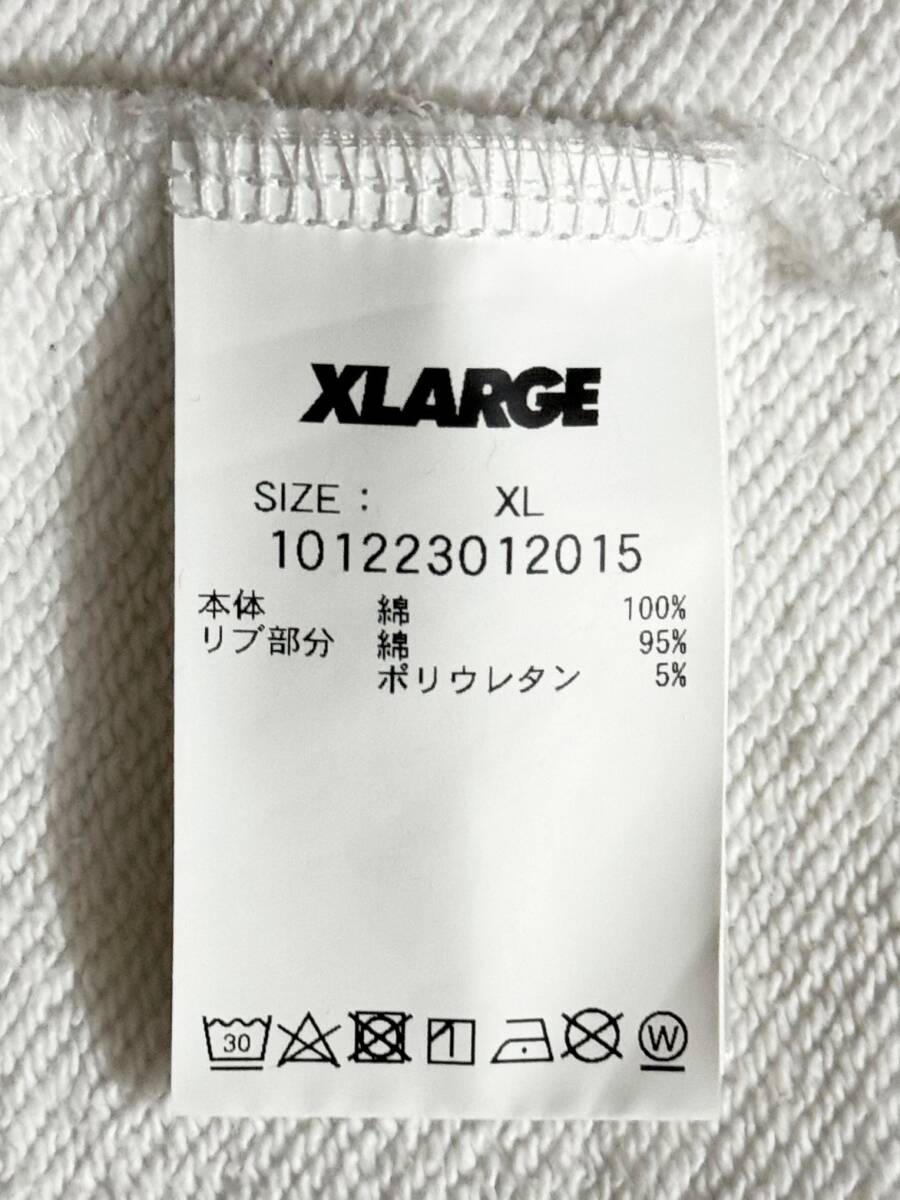 XLARGE
SIZE : XL
101223012015
本体 綿 100%
リブ部分 綿 95%
ポリウレタン 5%
30 W